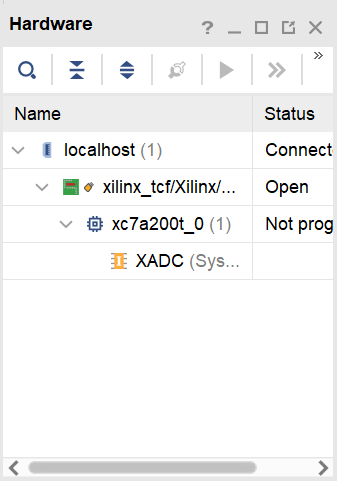 Hardware ?
»
Name Status
localhost (1) Connect
xilinx_tcf/Xilinx/... Open
xc7a200t_0 (1) Not prog
XADC (Sys...